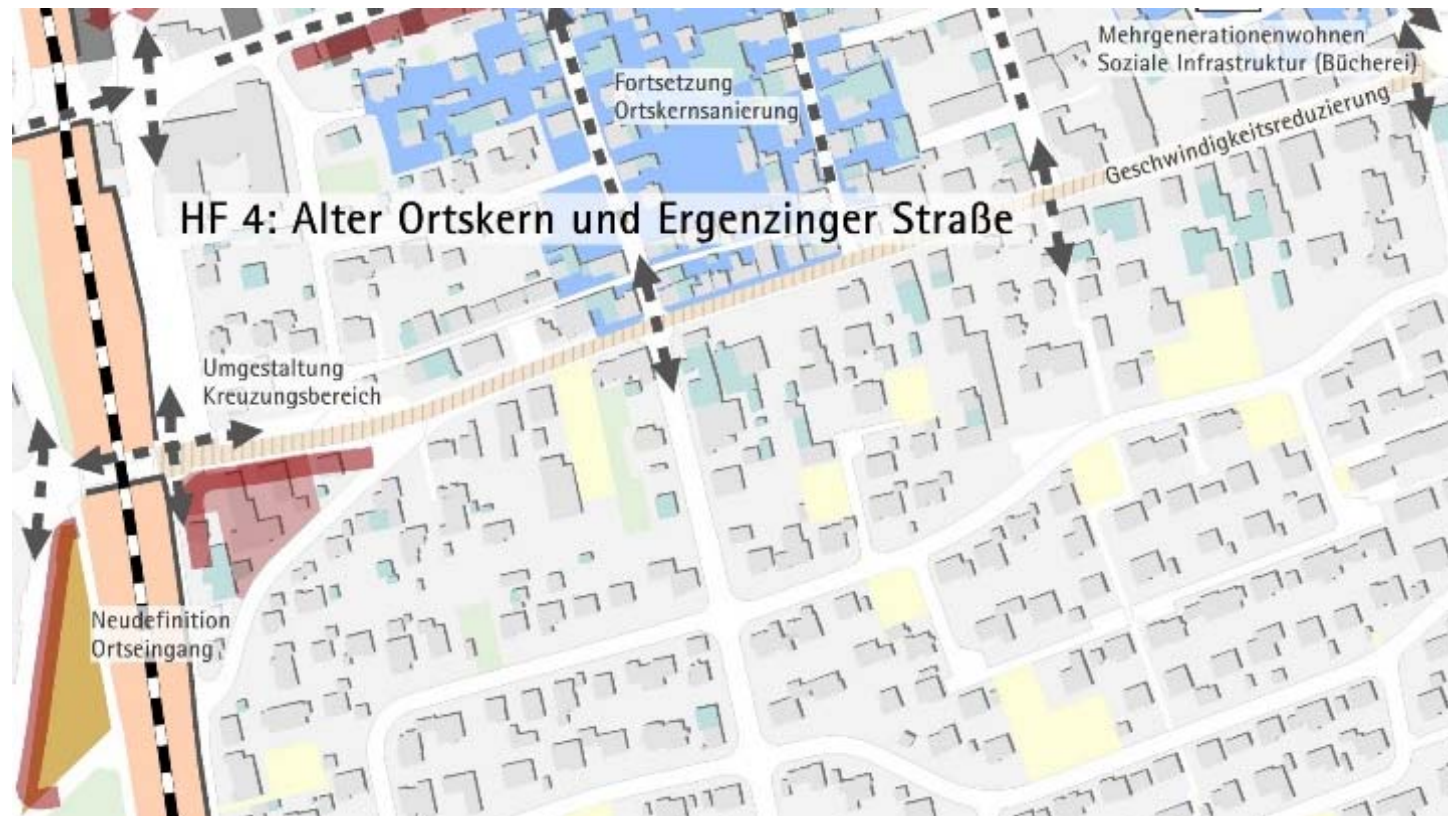 Mehrgenerationenwohnen
Soziale Infrastruktur (Bücherei)
Fortsetzung
Ortskernsanierung
Geschwindigkeitsreduzierung
HF 4: Alter Ortskern und Ergenzinger Straße
Umgestaltung
Kreuzungsbereich
Neudefinition
Ortseingang